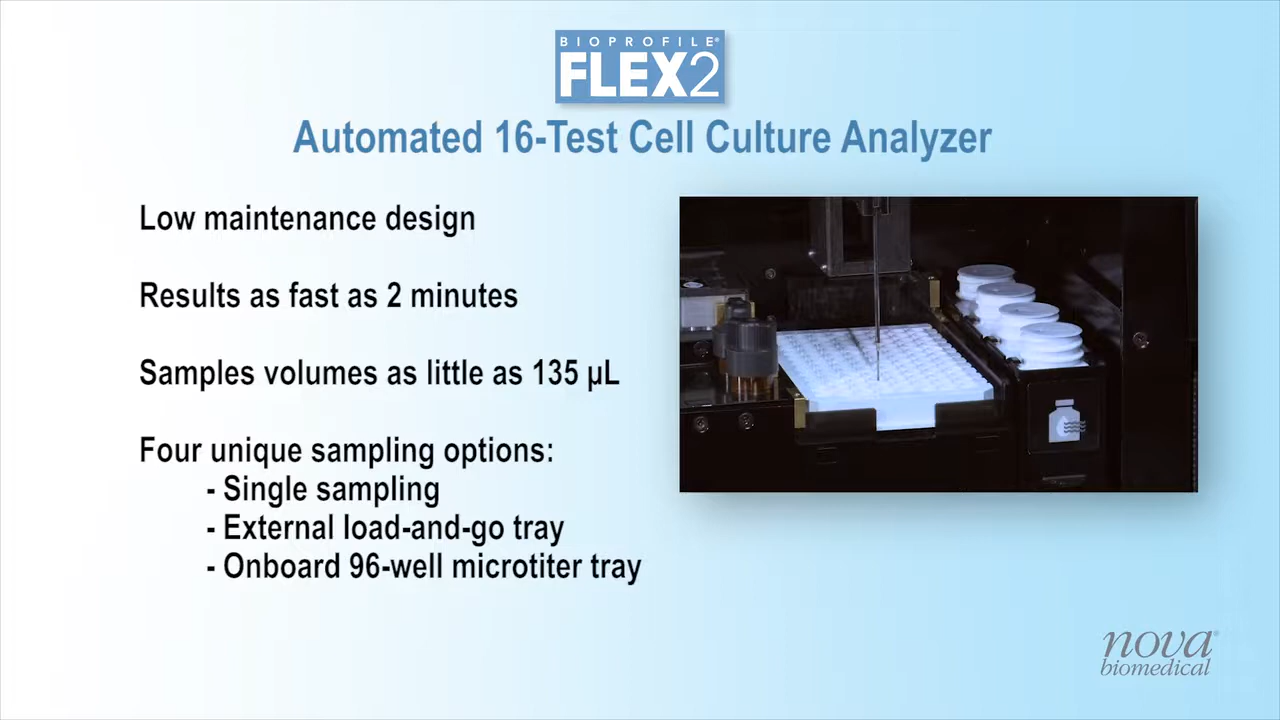 BIOPROFILE®
FLEX2
Automated 16-Test Cell Culture Analyzer
Low maintenance design
Results as fast as 2 minutes
Samples volumes as little as 135 µL
Four unique sampling options:
- Single sampling
- External load-and-go tray
- Onboard 96-well microtiter tray
nova®
biomedical